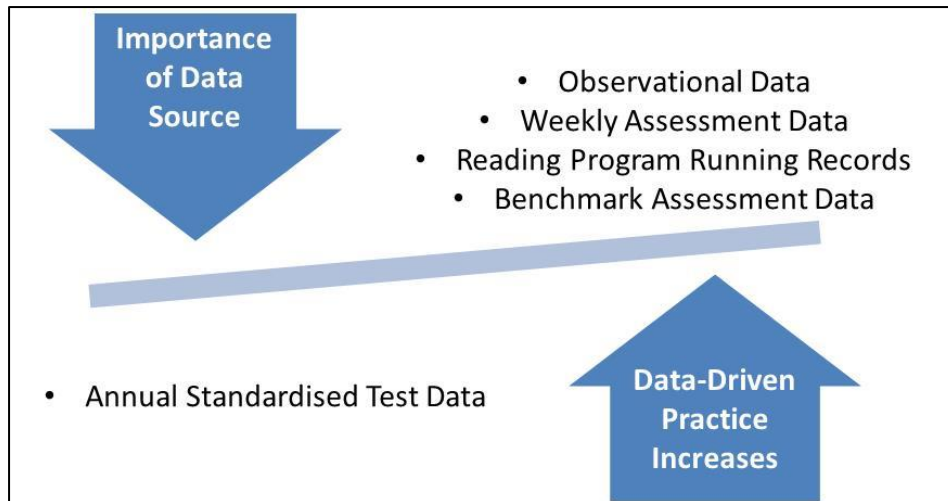 Importance
of Data
Source
• Observational Data
• Weekly Assessment Data
• Reading Program Running Records
• Benchmark Assessment Data
• Annual Standardised Test Data
Data-Driven
Practice
Increases